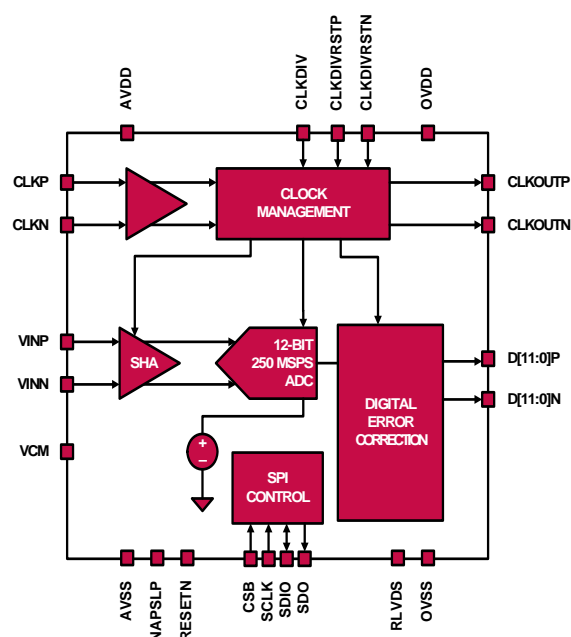 AVDD
CLKDIV
CLKDIVRSTP
CLKDIVRSTN
OVDD
CLKP
CLKN
CLOCK
MANAGEMENT
CLKOUTP
CLKOUTN
VINP
VINN
SHA
12-BIT
250 MSPS
ADC
D[11:0]P
D[11:0]N
DIGITAL
ERROR
CORRECTION
VCM
+
–
SPI
CONTROL
AVSS
NAPSLP
RESETN
CSB
SCLK
SDIO
SDO
RLVDS
OVSS